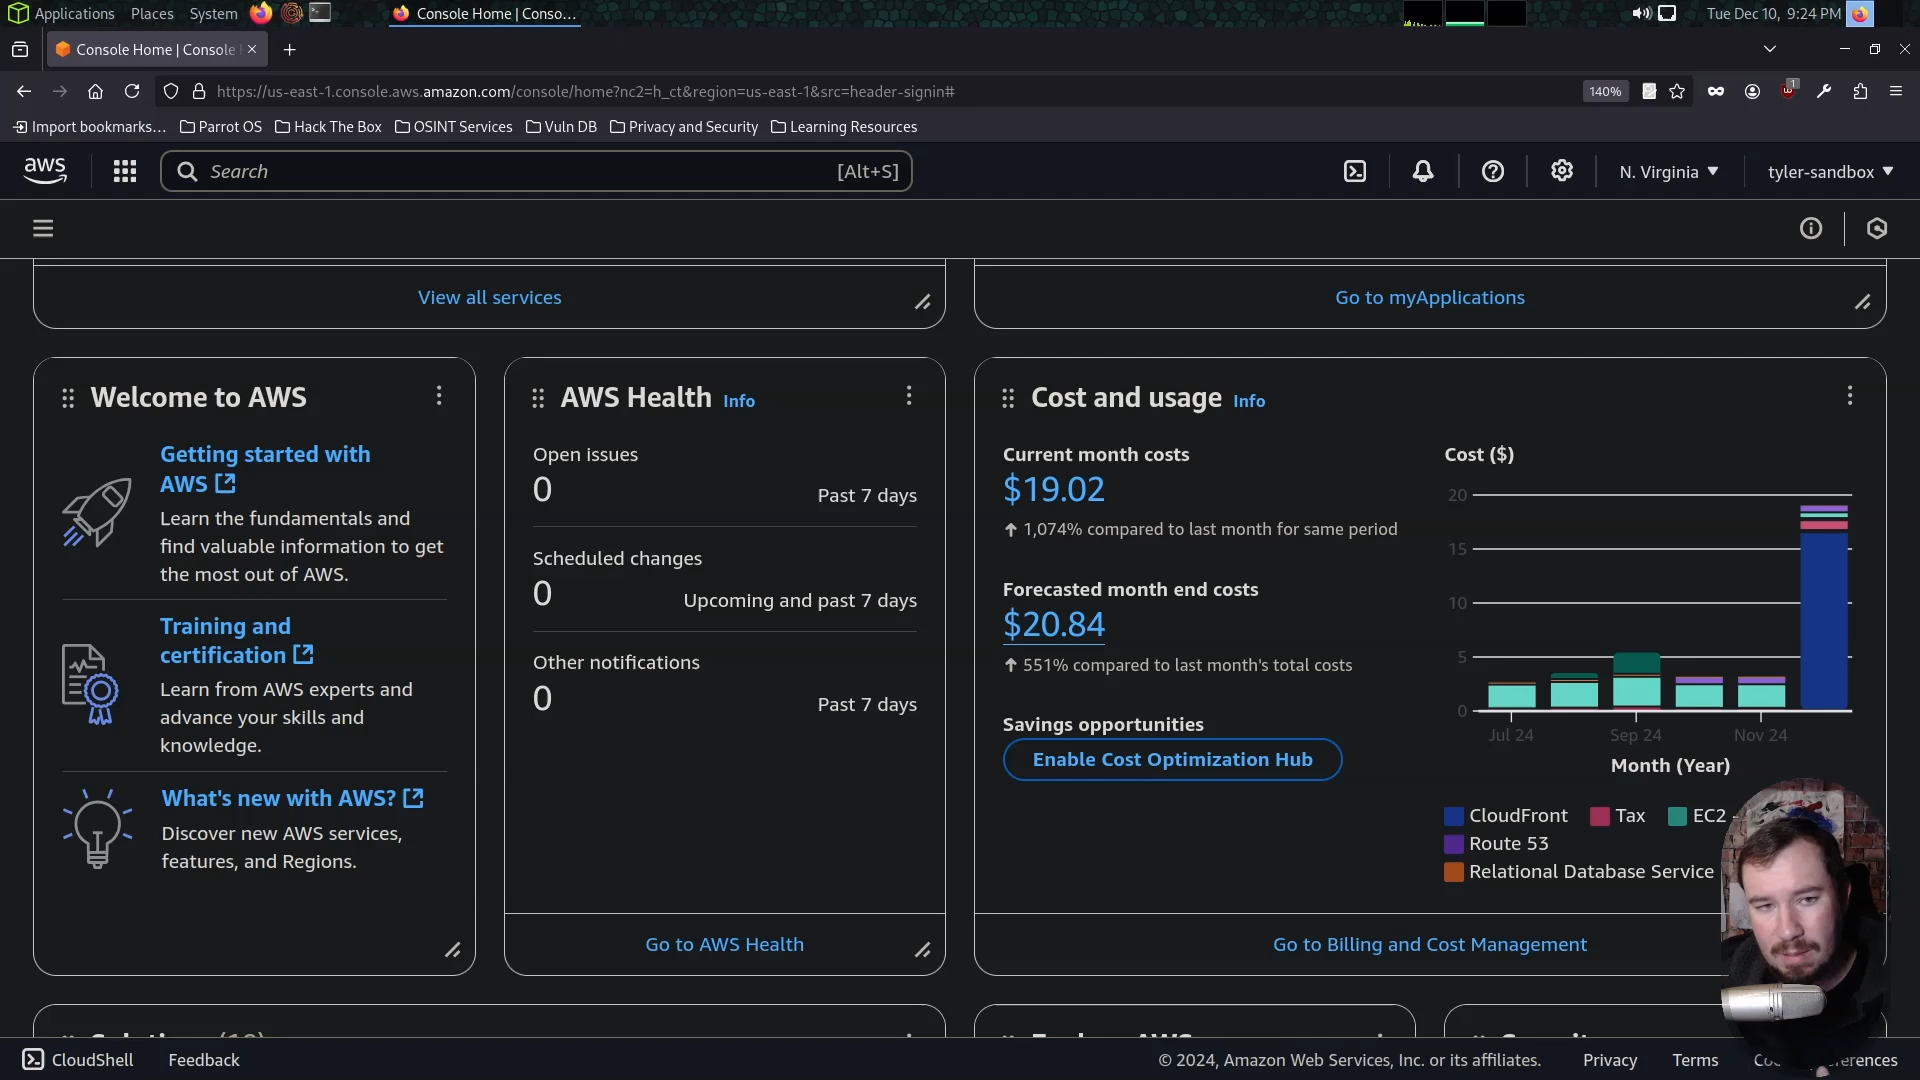 Applications Places System Console Home | Conso... Tue Dec 10, 9:24 PM
Console Home | Console
https://us-east-1.console.aws.amazon.com/console/home?nc2=h_ct&region=us-east-1&src=header-signin# 140% 1
Import bookmarks... Parrot OS Hack The Box OSINT Services Vuln DB Privacy and Security Learning Resources
aws Search [Alt+S] N. Virginia tyler-sandbox
View all services
Go to myApplications
Welcome to AWS
Getting started with
AWS
Learn the fundamentals and
find valuable information to get
the most out of AWS.
Training and
certification
Learn from AWS experts and
advance your skills and
knowledge.
What's new with AWS?
Discover new AWS services,
features, and Regions.
AWS Health Info
Open issues
0 Past 7 days
Scheduled changes
0 Upcoming and past 7 days
Other notifications
0 Past 7 days
Go to AWS Health
Cost and usage Info
Current month costs
$19.02
1,074% compared to last month for same period
Forecasted month end costs
$20.84
551% compared to last month's total costs
Savings opportunities
Enable Cost Optimization Hub
Cost ($)
20
15
10
5
0
Jul 24 Sep 24 Nov 24
Month (Year)
CloudFront Tax EC2 -
Route 53
Relational Database Service
Go to Billing and Cost Management
CloudShell Feedback © 2024, Amazon Web Services, Inc. or its affiliates. Privacy Terms